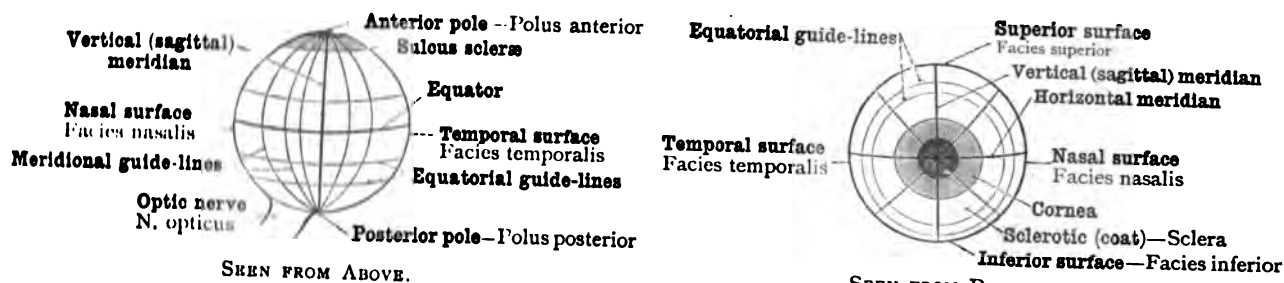 Anterior pole – Polus anterior
Sulcus scleræ
Vertical (sagittal)
meridian
Equator
Nasal surface
Facies nasalis
Temporal surface
Facies temporalis
Meridional guide-lines
Equatorial guide-lines
Optic nerve
N. opticus
Posterior pole—Polus posterior
SEEN FROM ABOVE.
Equatorial guide-lines
Superior surface
Facies superior
Vertical (sagittal) meridian
Horizontal meridian
Temporal surface
Facies temporalis
Nasal surface
Facies nasalis
Cornea
Sclerotic (coat)—Sclera
Inferior surface—Facies inferior
SEEN FROM